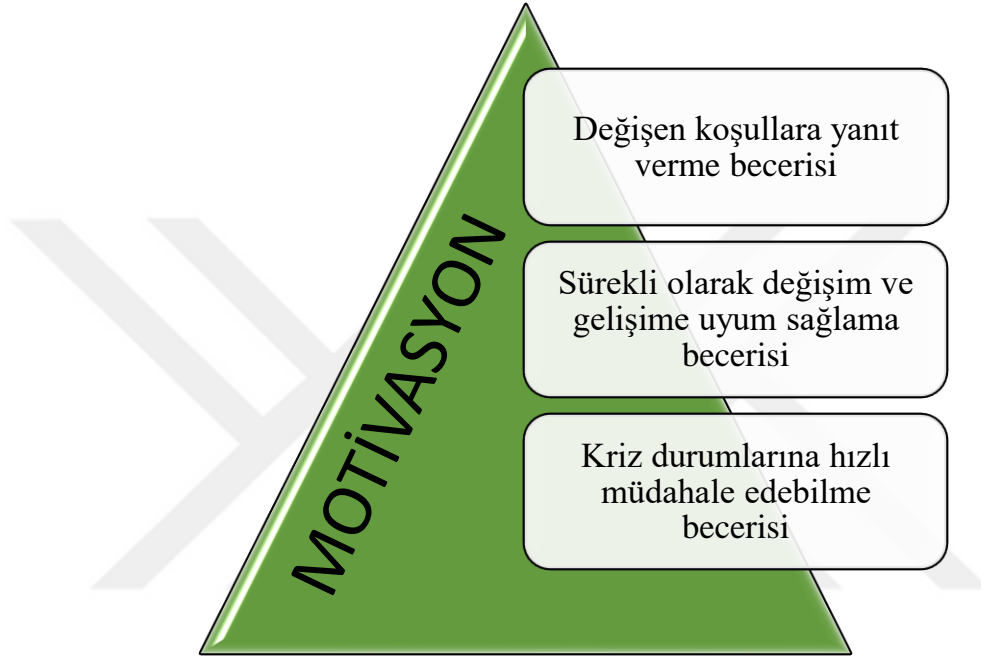 MOTİVASYON
Değişen koşullara yanıt
verme becerisi
Sürekli olarak değişim ve
gelişime uyum sağlama
becerisi
Kriz durumlarına hızlı
müdahale edebilme
becerisi